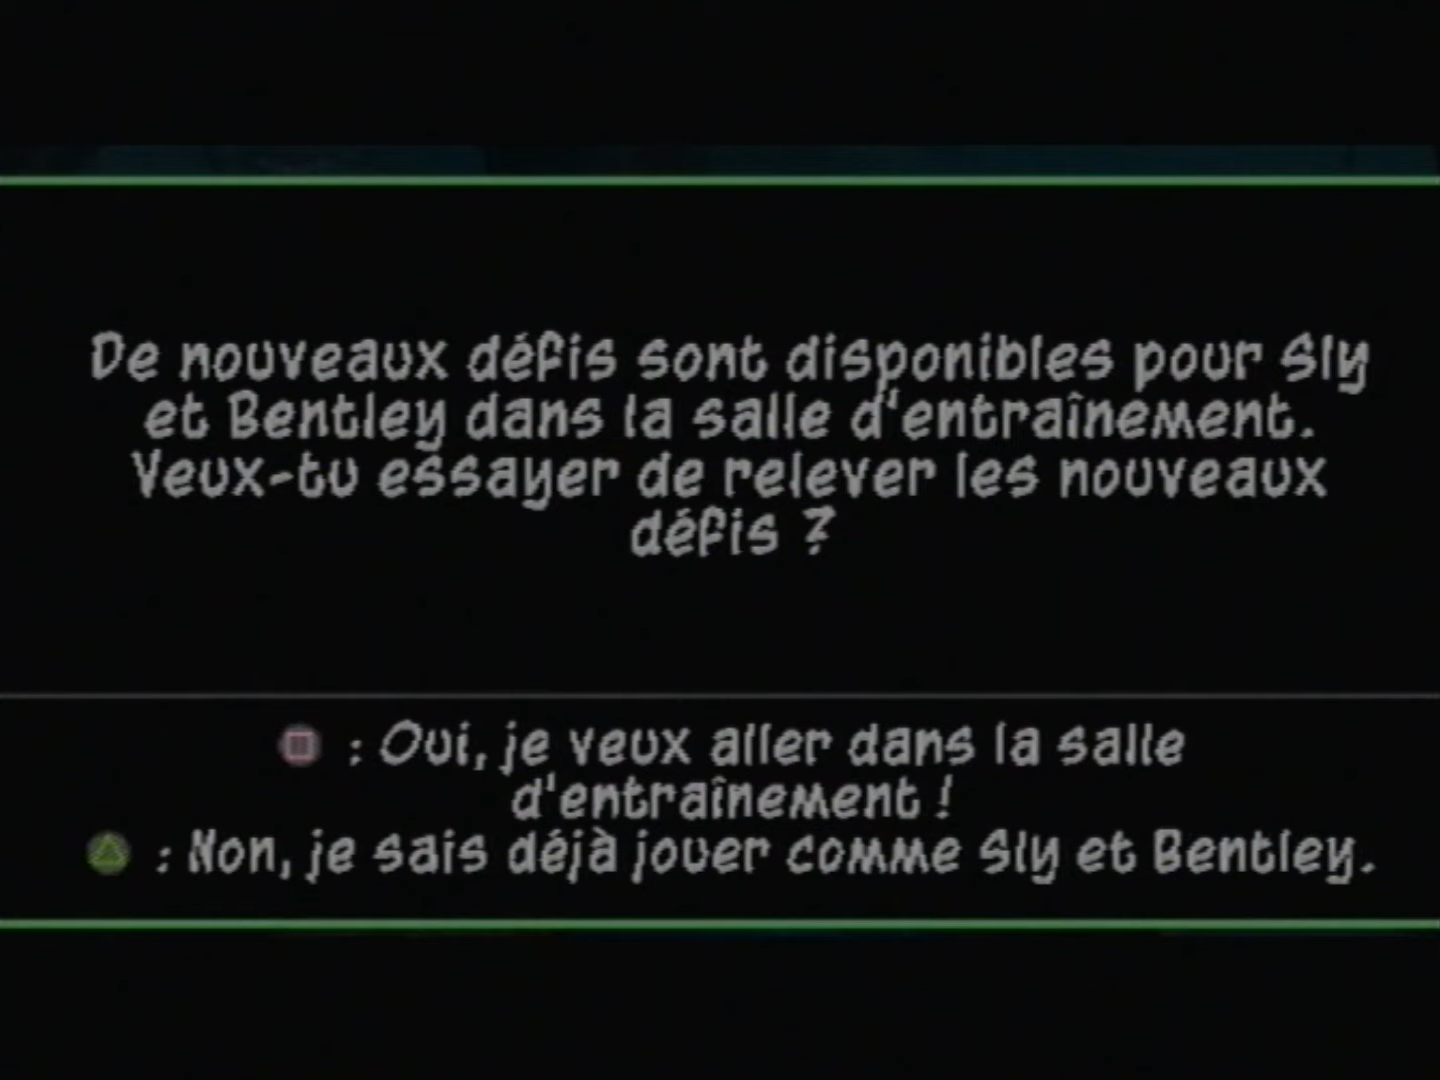 De nouveaux défis sont disponibles pour Sly
et Bentley dans la salle d'entraînement.
Veux-tu essayer de relever les nouveaux
défis ?
: Oui, je veux aller dans la salle
d'entraînement !
: Non, je sais déjà jouer comme Sly et Bentley.